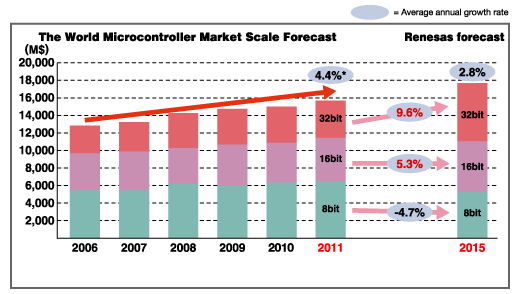 = Average annual growth rate
The World Microcontroller Market Scale Forecast
Renesas forecast
(M$)
20,000
18,000
16,000
14,000
12,000
10,000
8,000
6,000
4,000
2,000
4.4%*
2.8%
32bit
16bit
8bit
9.6%
5.3%
-4.7%
32bit
16bit
8bit
2006 2007 2008 2009 2010 2011 2015